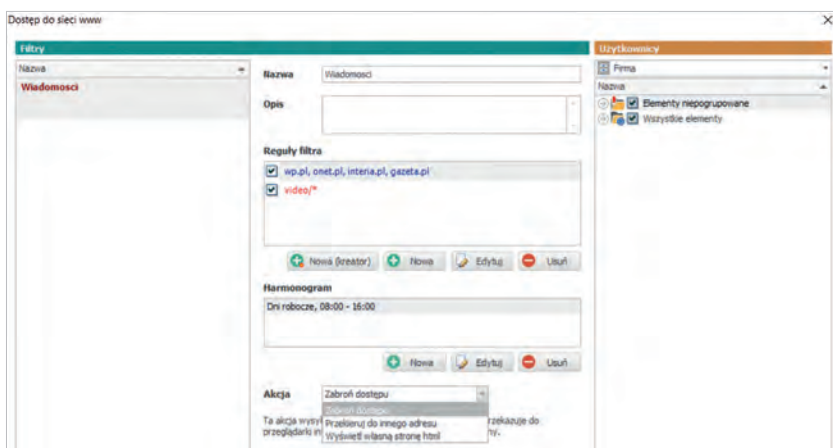 Dostęp do sieci www
Filtry
Nazwa
Wiadomosci
Nazwa
Wiadomosci
Opis
Reguły filtra
wp.pl, onet.pl, interia.pl, gazeta.pl
video/*
Nowa (kreator)
Nowa
Edytuj
Usuń
Harmonogram
Dni robocze, 08:00 - 16:00
Nowa
Edytuj
Usuń
Akcja
Zabroń dostępu
Zabroń dostępu
Przekieruj do innego adresu
Wyświetl własną stronę html
Ta akcja
przekazuje do
przeglądarki
Użytkownicy
Firma
Nazwa
Elementy niepogrupowane
Wszystkie elementy